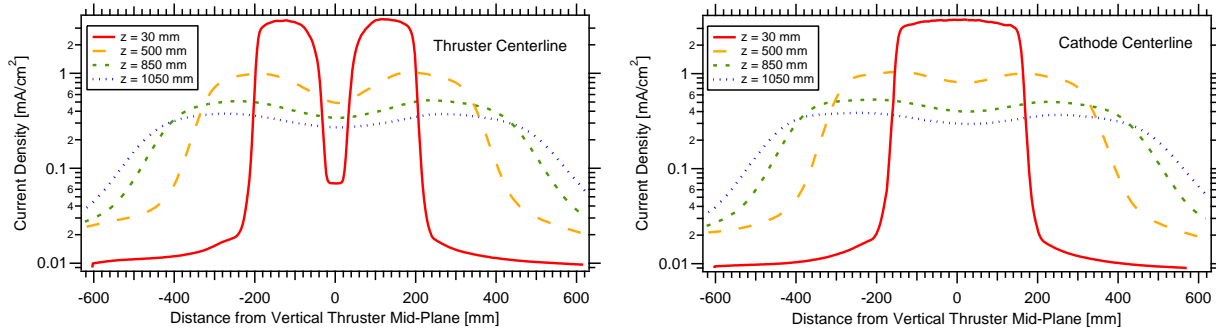 Thruster Centerline
z = 30 mm
z = 500 mm
z = 850 mm
z = 1050 mm
Current Density [mA/cm2]
2
1
6
4
2
0.1
6
4
2
0.01
-600
-400
-200
0
200
400
600
Distance from Vertical Thruster Mid-Plane [mm]
Cathode Centerline
z = 30 mm
z = 500 mm
z = 850 mm
z = 1050 mm
Current Density [mA/cm2]
2
1
6
4
2
0.1
6
4
2
0.01
-600
-400
-200
0
200
400
600
Distance from Vertical Thruster Mid-Plane [mm]